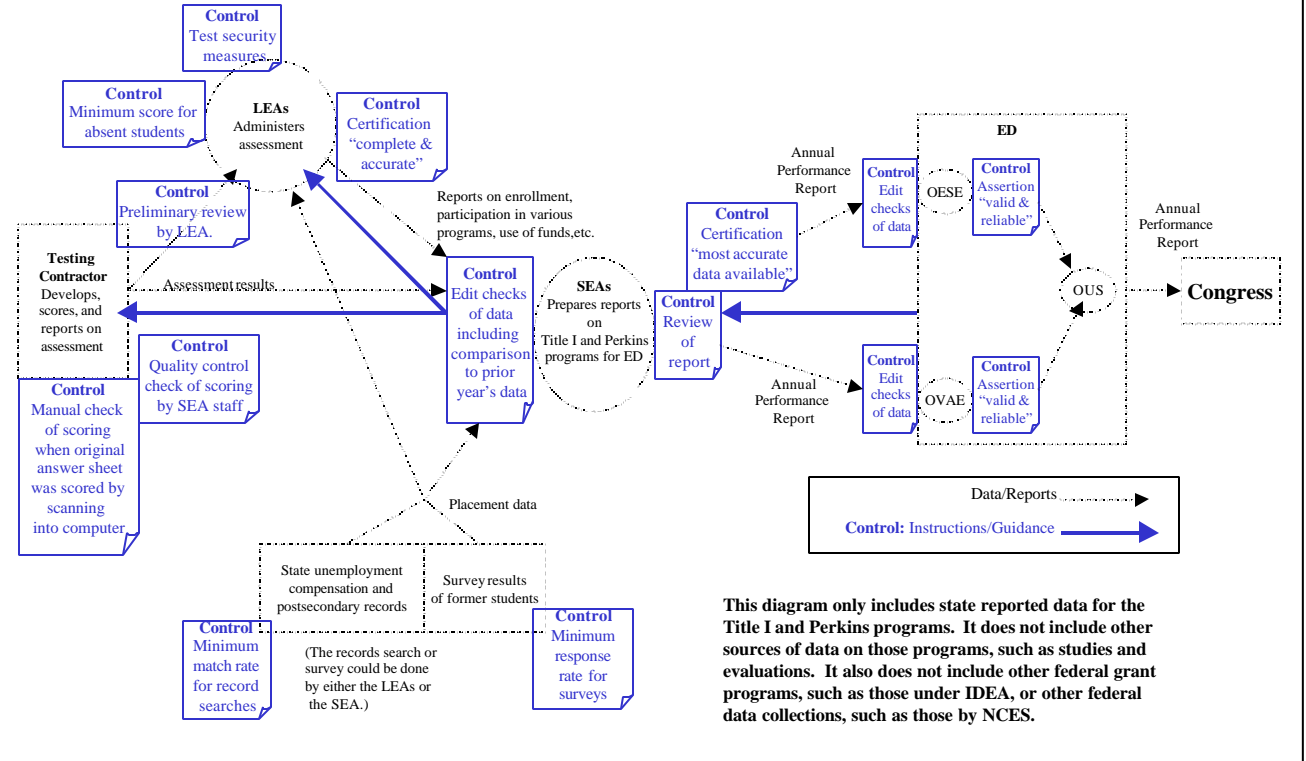 Control
Test security
measures
Control
Minimum score for
absent students
LEAs
Administers
assessment
Control
Certification
“complete &
accurate”
Control
Preliminary review
by LEA.
Reports on enrollment,
participation in various
programs, use of funds,etc.
Testing
Contractor
Develops,
scores, and
reports on
assessment
Assessment results
Control
Quality control
check of scoring
by SEA staff
Control
Manual check
of scoring
when original
answer sheet
was scored by
scanning
into computer
Control
Edit checks
of data
including
comparison
to prior
year’s data
SEAs
Prepares reports
on
Title I and Perkins
programs for ED
Control
Certification
“most accurate
data available”
Control
Review
of
report
Annual
Performance
Report
Annual
Performance
Report
ED
Control
Edit
checks
of data
OESE
Control
Assertion
“valid &
reliable”
Control
Edit
checks
of data
OVAE
Control
Assertion
“valid &
reliable”
OUS
Annual
Performance
Report
Congress
Placement data
State unemployment
compensation and
postsecondary records
Survey results
of former students
Control
Minimum
match rate
for record
searches
(The records search or
survey could be done
by either the LEAs or
the SEA.)
Control
Minimum
response
rate for
surveys
Data/Reports
Control: Instructions/Guidance
This diagram only includes state reported data for the
Title I and Perkins programs. It does not include other
sources of data on those programs, such as studies and
evaluations. It also does not include other federal grant
programs, such as those under IDEA, or other federal
data collections, such as those by NCES.